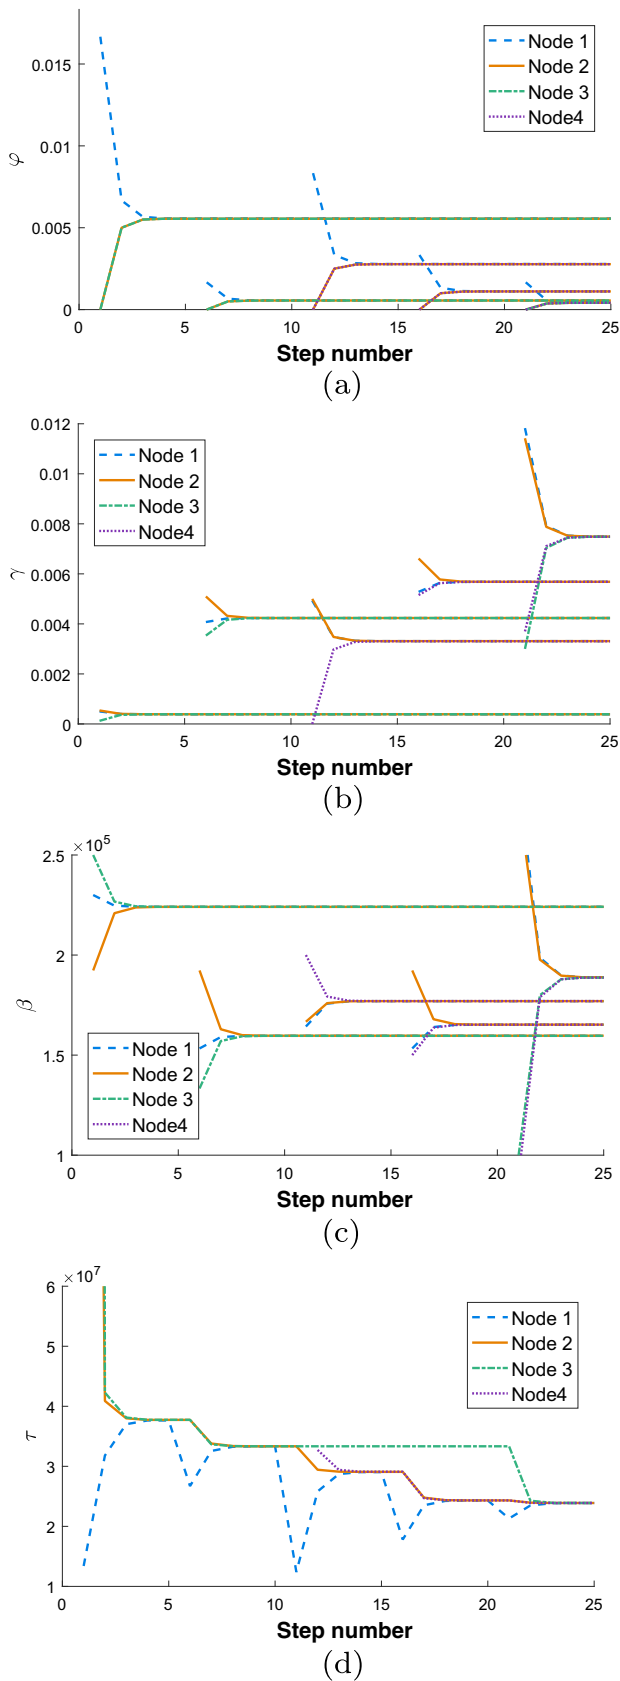 0.015
0.01
0.005
0
φ
0 5 10 15 20 25
Step number
Node 1
Node 2
Node 3
Node4
(a)
0.012
0.01
0.008
0.006
0.004
0.002
0
γ
0 5 10 15 20 25
Step number
Node 1
Node 2
Node 3
Node4
(b)
×10⁵
2.5
2
1.5
1
β
0 5 10 15 20 25
Step number
Node 1
Node 2
Node 3
Node4
(c)
×10⁷
6
5
4
3
2
1
τ
0 5 10 15 20 25
Step number
Node 1
Node 2
Node 3
Node4
(d)